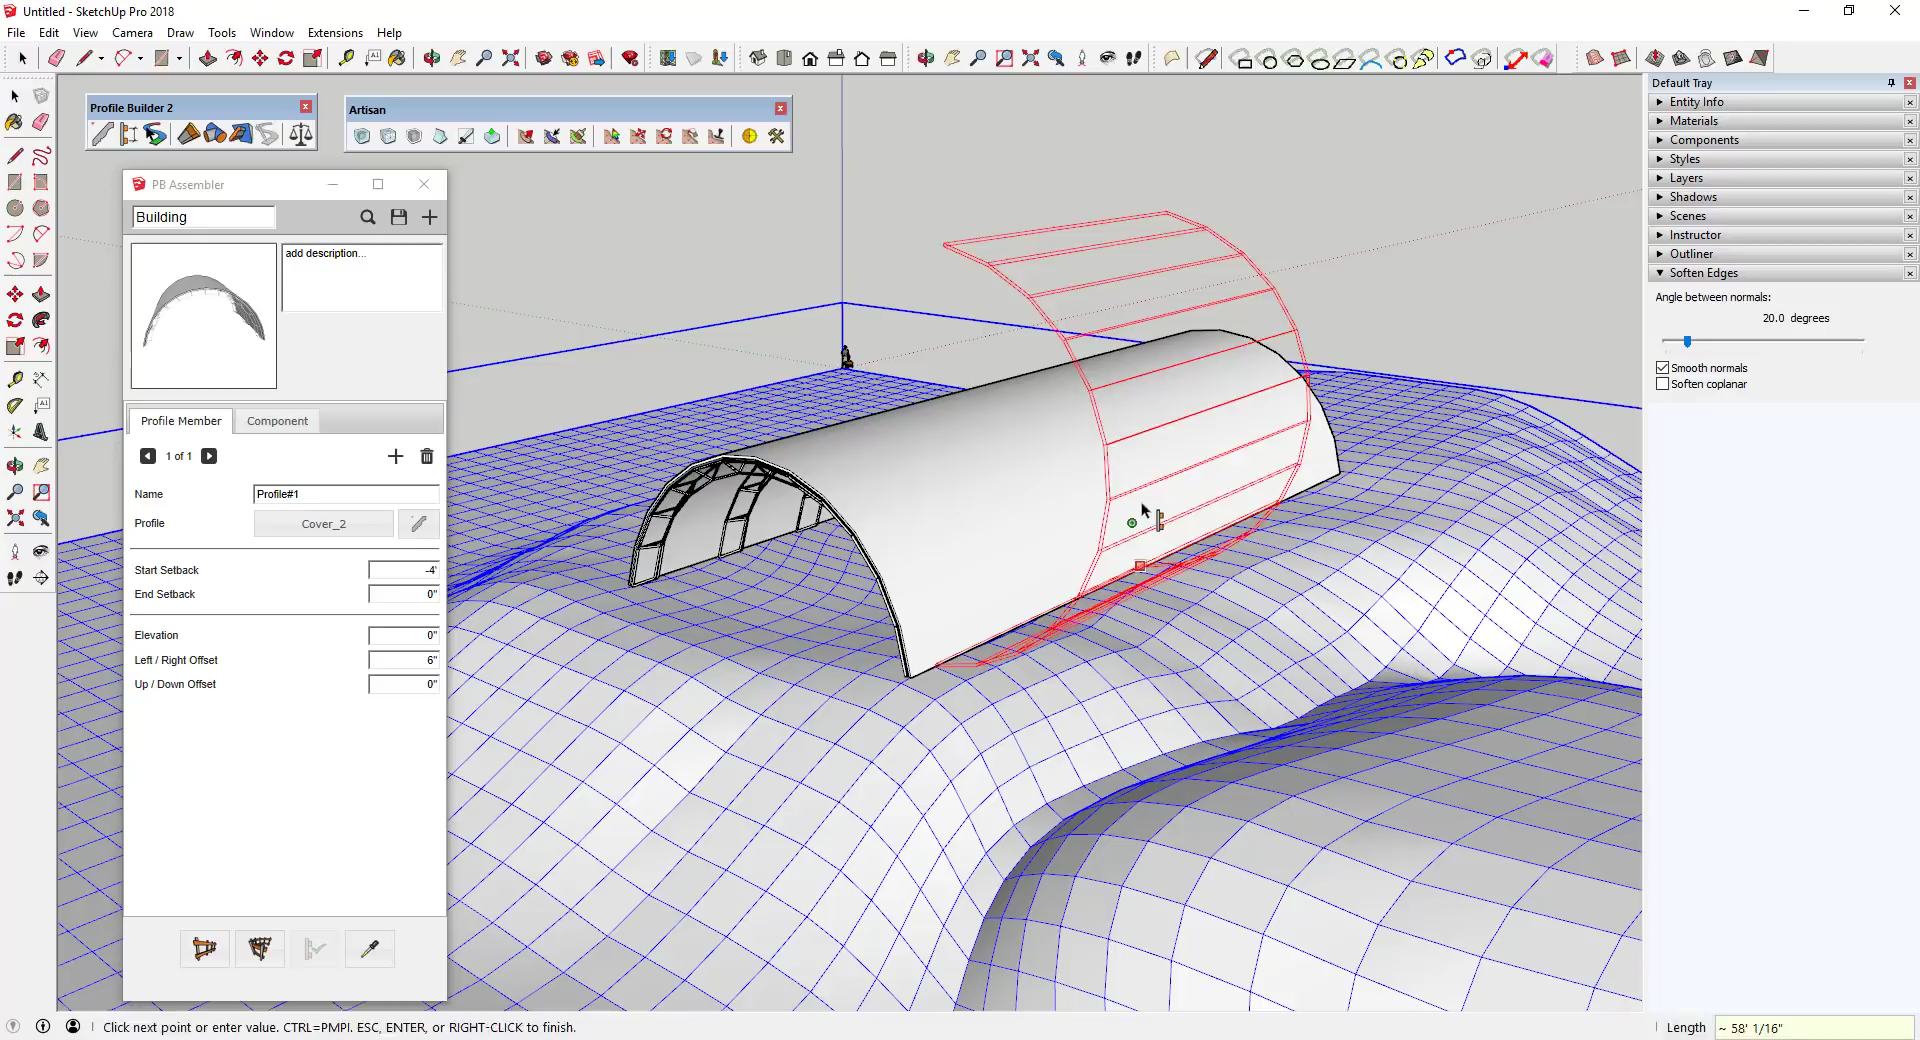 Untitled - SketchUp Pro 2018
File Edit View Camera Draw Tools Window Extensions Help
Profile Builder 2
Artisan
Default Tray
Entity Info
Materials
Components
Styles
Layers
Shadows
Scenes
Instructor
Outliner
Soften Edges
Angle between normals:
20.0 degrees
Smooth normals
Soften coplanar
PB Assembler
Building
add description...
Profile Member Component
1 of 1
Name Profile#1
Profile Cover_2
Start Setback -4'
End Setback 0"
Elevation 0"
Left / Right Offset 6"
Up / Down Offset 0"
Click next point or enter value. CTRL=PMPI. ESC, ENTER, or RIGHT-CLICK to finish.
Length ~ 58' 1/16"